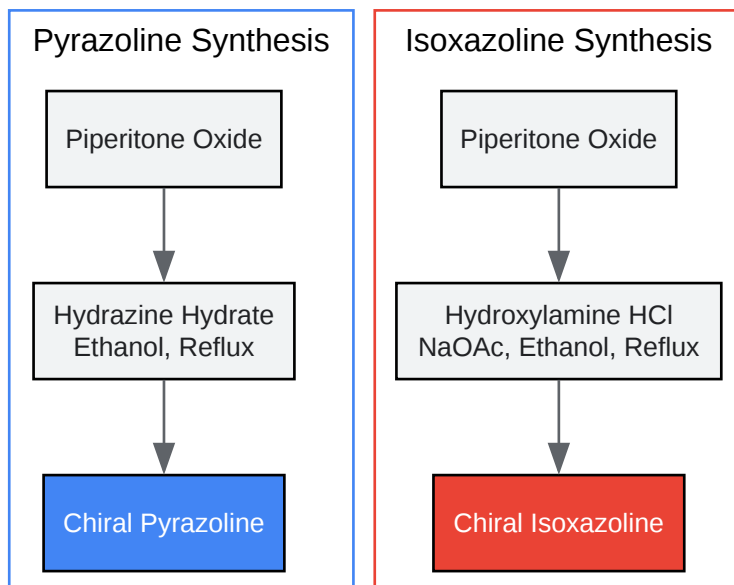 Pyrazoline Synthesis
Piperitone Oxide
Hydrazine Hydrate
Ethanol, Reflux
Chiral Pyrazoline
Isoxazoline Synthesis
Piperitone Oxide
Hydroxylamine HCl
NaOAc, Ethanol, Reflux
Chiral Isoxazoline